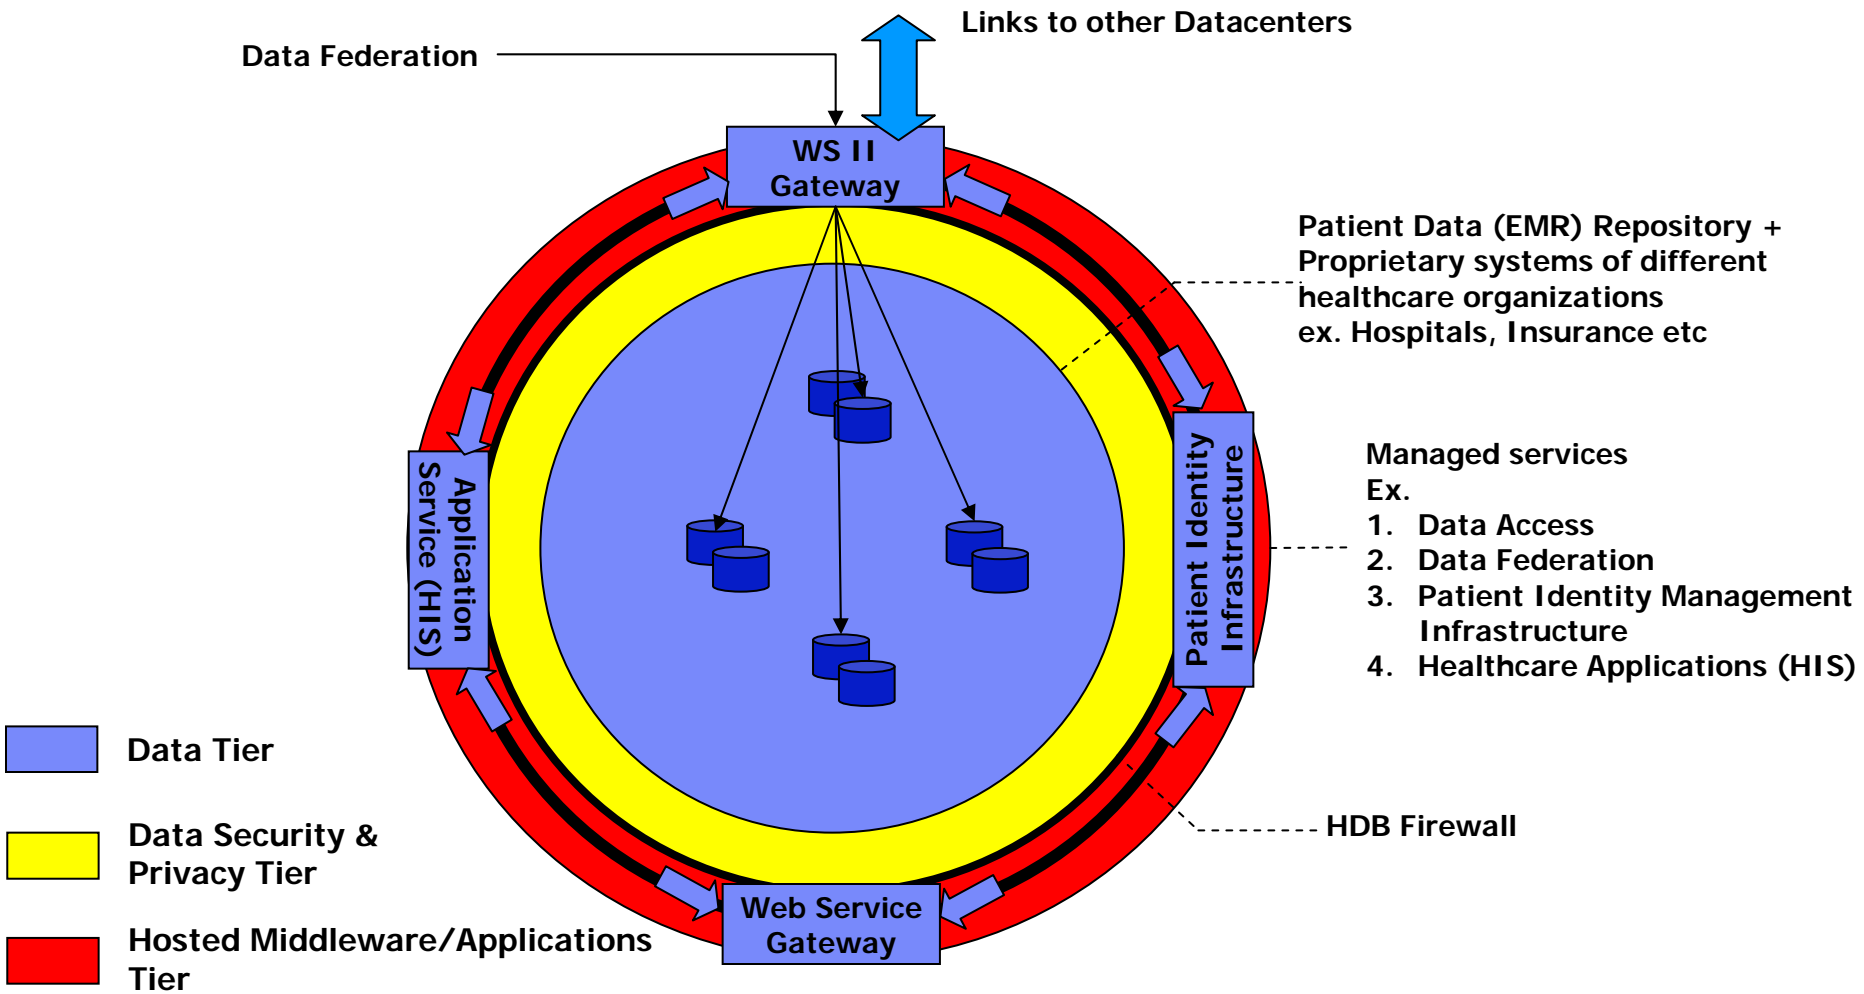 Links to other Datacenters
Data Federation
WS II
Gateway
Patient Data (EMR) Repository +
Proprietary systems of different
healthcare organizations
ex. Hospitals, Insurance etc
Application
Service (HIS)
Patient Identity
Infrastructure
Managed services
Ex.
1. Data Access
2. Data Federation
3. Patient Identity Management
Infrastructure
4. Healthcare Applications (HIS)
Data Tier
HDB Firewall
Data Security &
Privacy Tier
Web Service
Gateway
Hosted Middleware/Applications
Tier